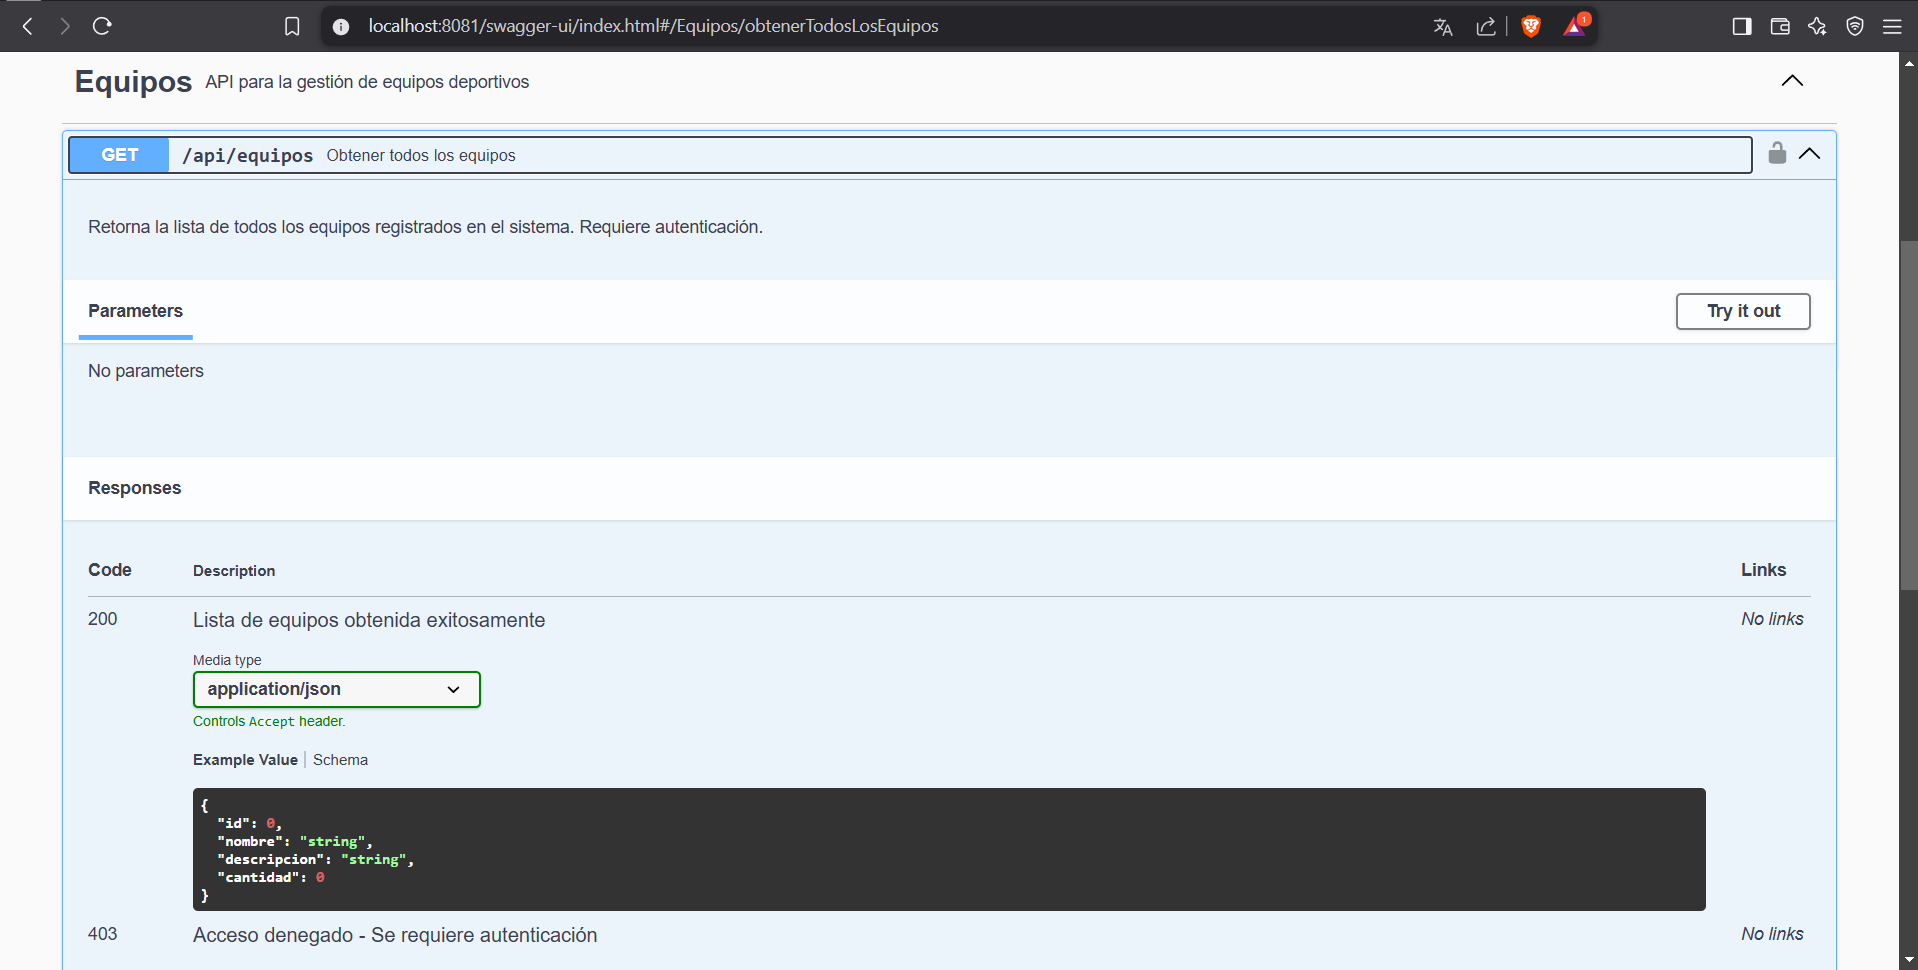 localhost:8081/swagger-ui/index.html#/Equipos/obtenerTodosLosEquipos
1
Equipos API para la gestión de equipos deportivos
GET /api/equipos Obtener todos los equipos
Retorna la lista de todos los equipos registrados en el sistema. Requiere autenticación.
Parameters Try it out
No parameters
Responses
Code Description Links
200 Lista de equipos obtenida exitosamente No links
Media type
application/json
Controls Accept header.
Example Value Schema
{
"id": 0,
"nombre": "string",
"descripcion": "string",
"cantidad": 0
}
403 Acceso denegado - Se requiere autenticación No links